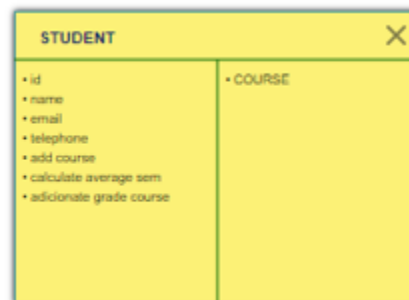 STUDENT
• id
• name
• email
• telephone
• add course
• calculate average sem
• adicionate grade course
• COURSE